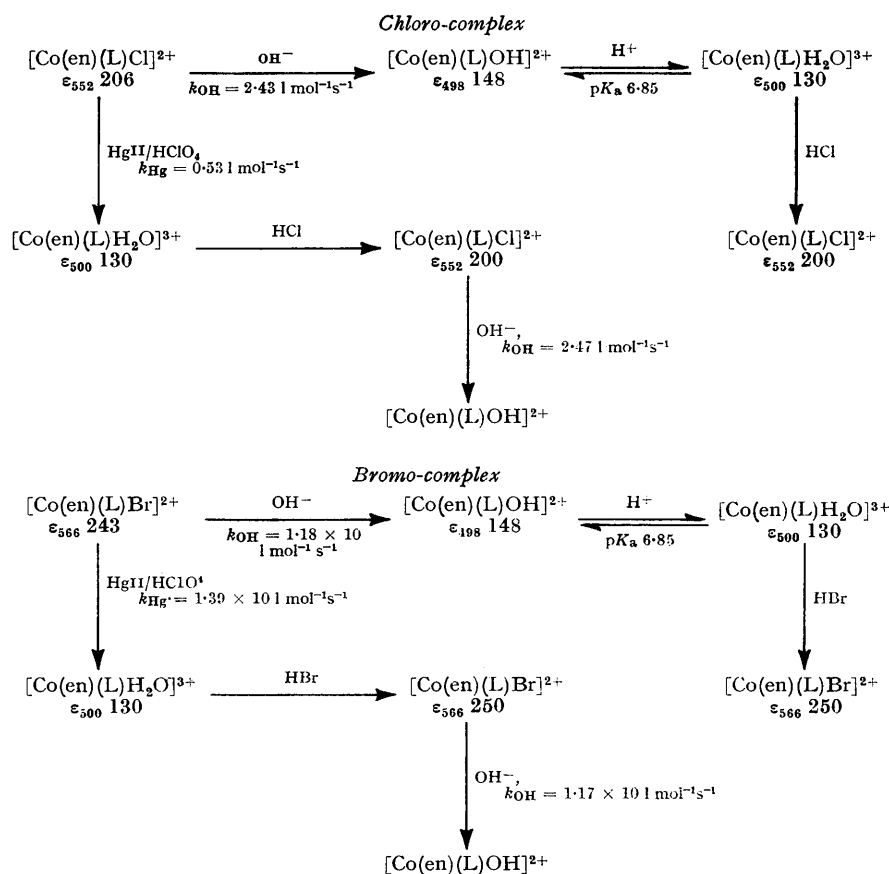 Chloro-complex
[Co(en)(L)Cl]²⁺ OH⁻ [Co(en)(L)OH]²⁺ H⁺ [Co(en)(L)H₂O]³⁺
ε₅₅₂ 206 k_OH = 2·43 l mol⁻¹s⁻¹ ε₄₉₈ 148 pKₐ 6·85 ε₅₀₀ 130
HgII/HClO₄ HCl
k_Hg = 0·53 l mol⁻¹s⁻¹
[Co(en)(L)H₂O]³⁺ HCl [Co(en)(L)Cl]²⁺ [Co(en)(L)Cl]²⁺
ε₅₀₀ 130 ε₅₅₂ 200 ε₅₅₂ 200
OH⁻,
k_OH = 2·47 l mol⁻¹s⁻¹
[Co(en)(L)OH]²⁺
Bromo-complex
[Co(en)(L)Br]²⁺ OH⁻ [Co(en)(L)OH]²⁺ H⁺ [Co(en)(L)H₂O]³⁺
ε₅₆₆ 243 k_OH = 1·18 × 10 ε₄₉₈ 148 pKₐ 6·85 ε₅₀₀ 130
l mol⁻¹ s⁻¹
HgII/HClO⁴ HBr
k_Hg· = 1·39 × 10 l mol⁻¹s⁻¹
[Co(en)(L)H₂O]³⁺ HBr [Co(en)(L)Br]²⁺ [Co(en)(L)Br]²⁺
ε₅₀₀ 130 ε₅₆₆ 250 ε₅₆₆ 250
OH⁻,
k_OH = 1·17 × 10 l mol⁻¹s⁻¹
[Co(en)(L)OH]²⁺